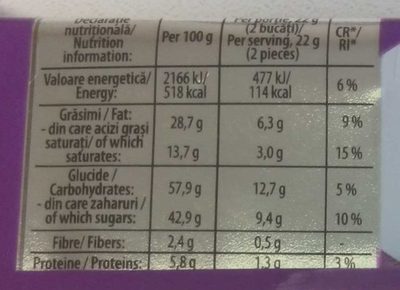 Declarație
nutrițională/
Nutrition
information:
Per 100 g
Per porție, 22 g
(2 bucăți)/
Per serving, 22 g
(2 pieces)
CR*/
RI*
Valoare energetică/
Energy:
2166 kJ/
518 kcal
477 kJ/
114 kcal
6 %
Grăsimi / Fat:
28,7 g
6,3 g
9 %
- din care acizi grași
saturați/ of which
saturates:
13,7 g
3,0 g
15 %
Glucide /
Carbohydrates:
57,9 g
12,7 g
5 %
- din care zaharuri /
of which sugars:
42,9 g
9,4 g
10 %
Fibre/ Fibers:
2,4 g
0,5 g
-
Proteine / Proteins:
5,8 g
1,3 g
3 %